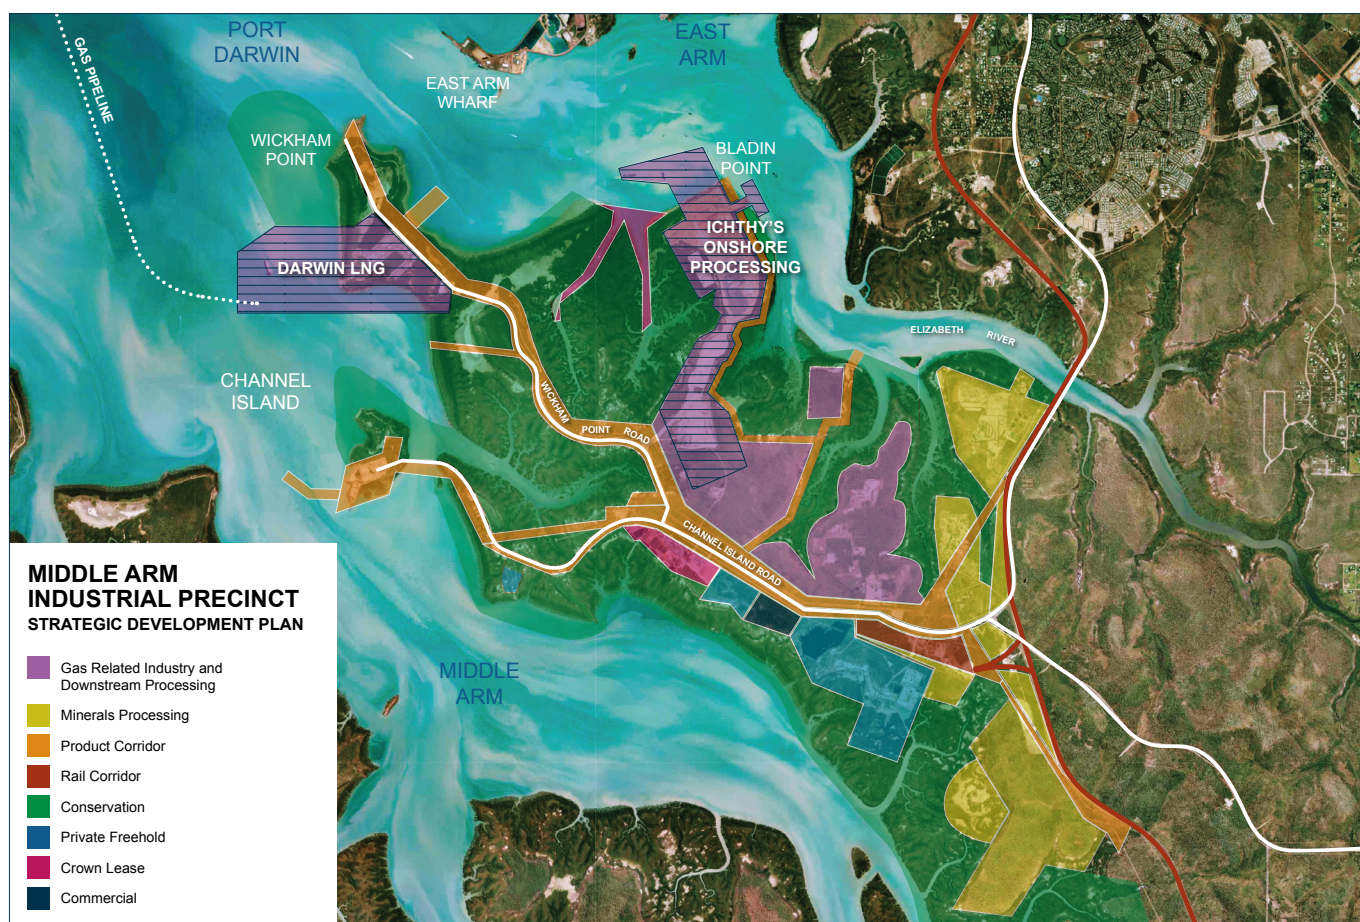 PORT
DARWIN
EAST
ARM
GAS PIPELINE
EAST ARM
WHARF
WICKHAM
POINT
BLADIN
POINT
ICHTHY'S
ONSHORE
PROCESSING
DARWIN LNG
ELIZABETH
RIVER
CHANNEL
ISLAND
WICKHAM
POINT
ROAD
CHANNEL ISLAND ROAD
MIDDLE
ARM
MIDDLE ARM
INDUSTRIAL PRECINCT
STRATEGIC DEVELOPMENT PLAN
Gas Related Industry and
Downstream Processing
Minerals Processing
Product Corridor
Rail Corridor
Conservation
Private Freehold
Crown Lease
Commercial